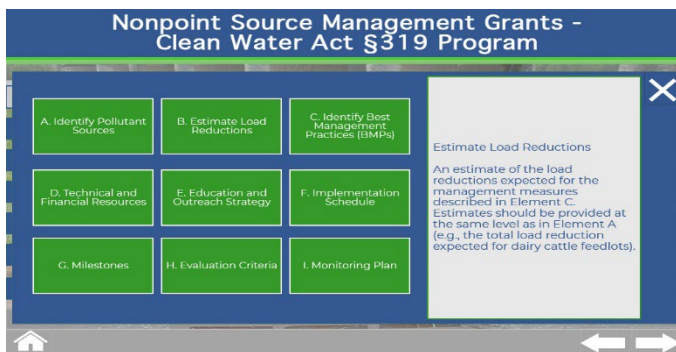 Nonpoint Source Management Grants -
Clean Water Act §319 Program
A. Identify Pollutant
Sources
B. Estimate Load
Reductions
C. Identify Best
Management
Practices (BMPs)
D. Technical and
Financial Resources
E. Education and
Outreach Strategy
F. Implementation
Schedule
G. Milestones
H. Evaluation Criteria
I. Monitoring Plan
Estimate Load Reductions
An estimate of the load
reductions expected for the
management measures
described in Element C.
Estimates should be provided at
the same level as in Element A
(e.g., the total load reduction
expected for dairy cattle feedlots).